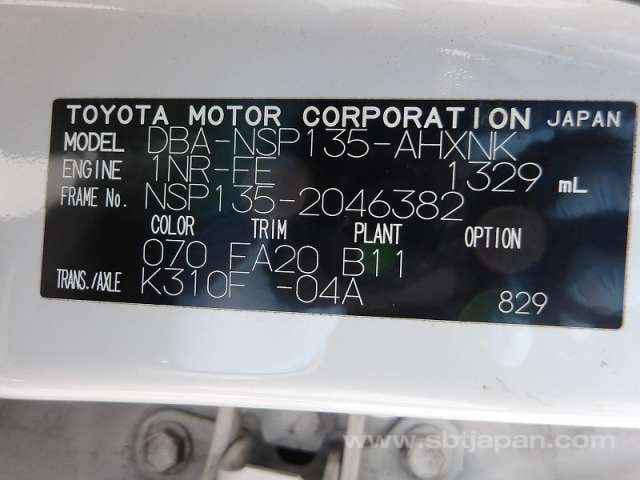 TOYOTA MOTOR CORPORATION JAPAN
MODEL DBA-NSP135-AHXNK
ENGINE 1NR-FE 1329 mL
FRAME No. NSP135-2046382
COLOR TRIM PLANT OPTION
070 FA20 B11
TRANS./AXLE K310F -04A 829
www.sbtjapan.com